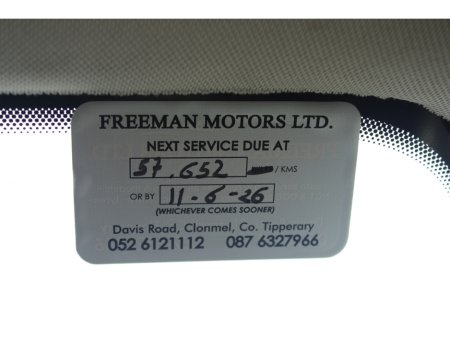 FREEMAN MOTORS LTD.
NEXT SERVICE DUE AT
57.652 / KMS
OR BY 11-6-26
(WHICHEVER COMES SOONER)
Davis Road, Clonmel, Co. Tipperary
052 6121112 087 6327966